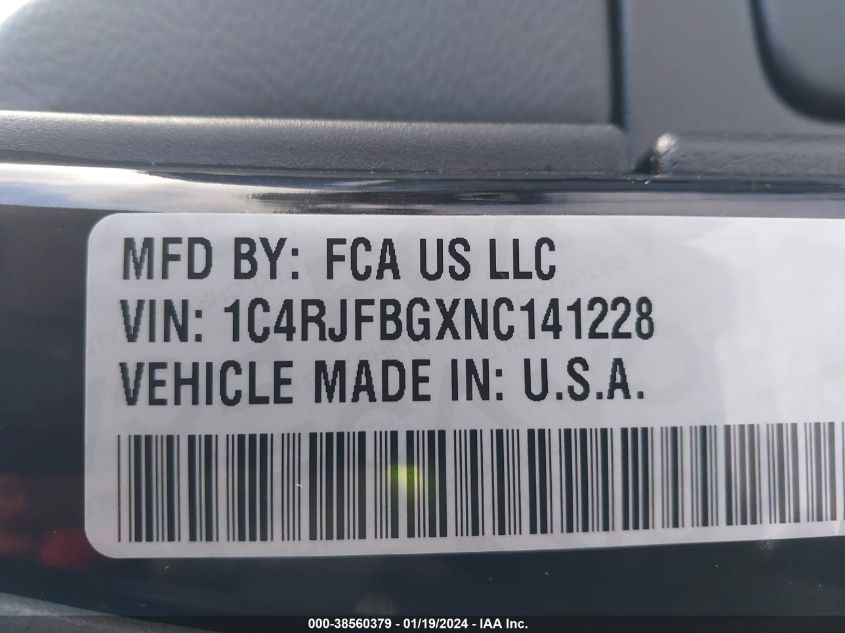 MFD BY: FCA US LLC
VIN: 1C4RJFBGXNC141228
VEHICLE MADE IN: U.S.A.
000-38560379 - 01/19/2024 - IAA Inc.